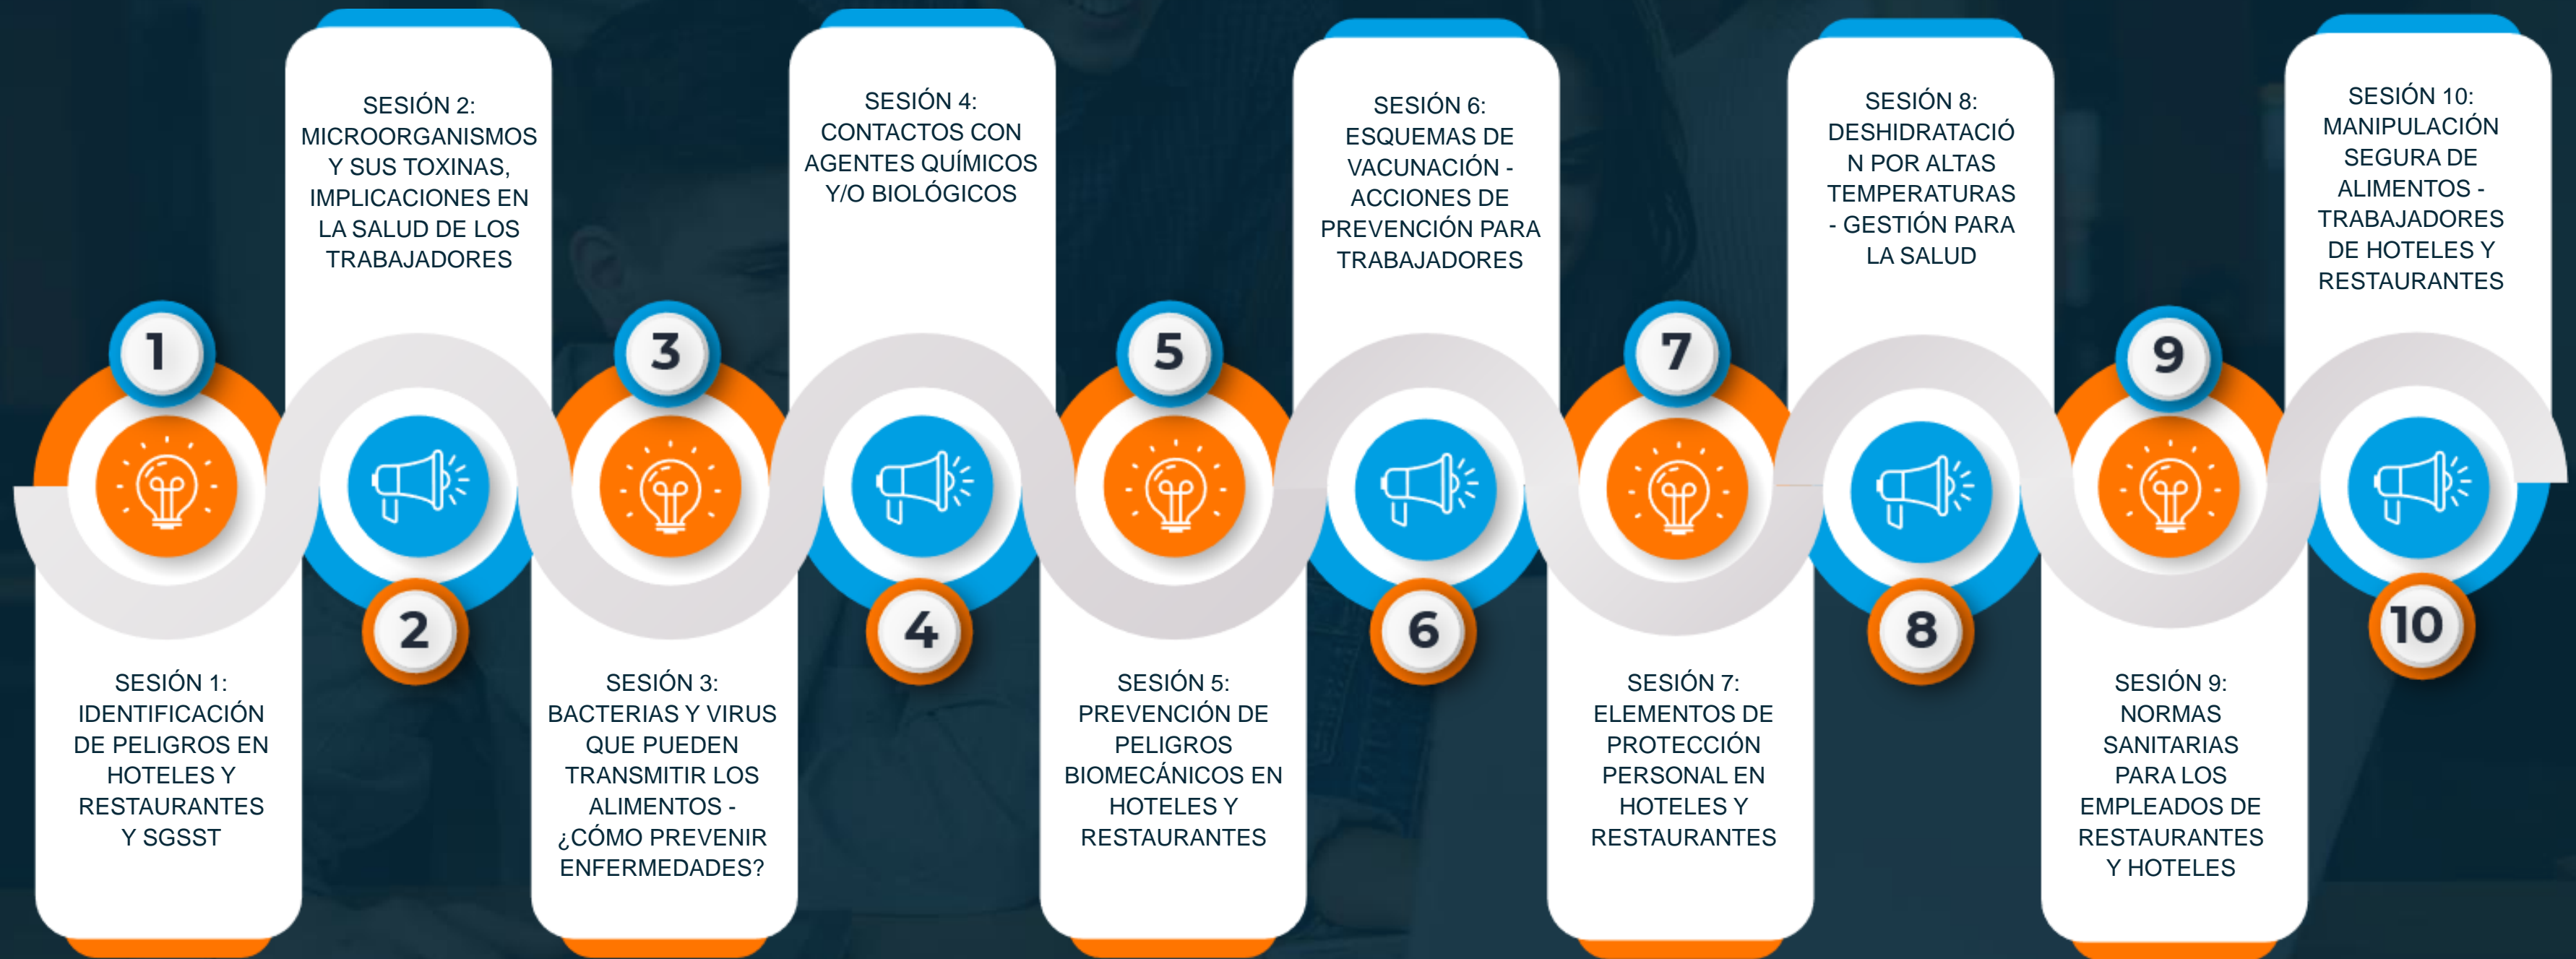 1
SESIÓN 1:
IDENTIFICACIÓN
DE PELIGROS EN
HOTELES Y
RESTAURANTES
Y SGSST
SESIÓN 2:
MICROORGANISMOS
Y SUS TOXINAS,
IMPLICACIONES EN
LA SALUD DE LOS
TRABAJADORES
2
3
SESIÓN 3:
BACTERIAS Y VIRUS
QUE PUEDEN
TRANSMITIR LOS
ALIMENTOS -
¿CÓMO PREVENIR
ENFERMEDADES?
SESIÓN 4:
CONTACTOS CON
AGENTES QUÍMICOS
Y/O BIOLÓGICOS
4
5
SESIÓN 5:
PREVENCIÓN DE
PELIGROS
BIOMECÁNICOS EN
HOTELES Y
RESTAURANTES
SESIÓN 6:
ESQUEMAS DE
VACUNACIÓN -
ACCIONES DE
PREVENCIÓN PARA
TRABAJADORES
6
7
SESIÓN 7:
ELEMENTOS DE
PROTECCIÓN
PERSONAL EN
HOTELES Y
RESTAURANTES
SESIÓN 8:
DESHIDRATACIÓ
N POR ALTAS
TEMPERATURAS
- GESTIÓN PARA
LA SALUD
8
9
SESIÓN 9:
NORMAS
SANITARIAS
PARA LOS
EMPLEADOS DE
RESTAURANTES
Y HOTELES
SESIÓN 10:
MANIPULACIÓN
SEGURA DE
ALIMENTOS -
TRABAJADORES
DE HOTELES Y
RESTAURANTES
10